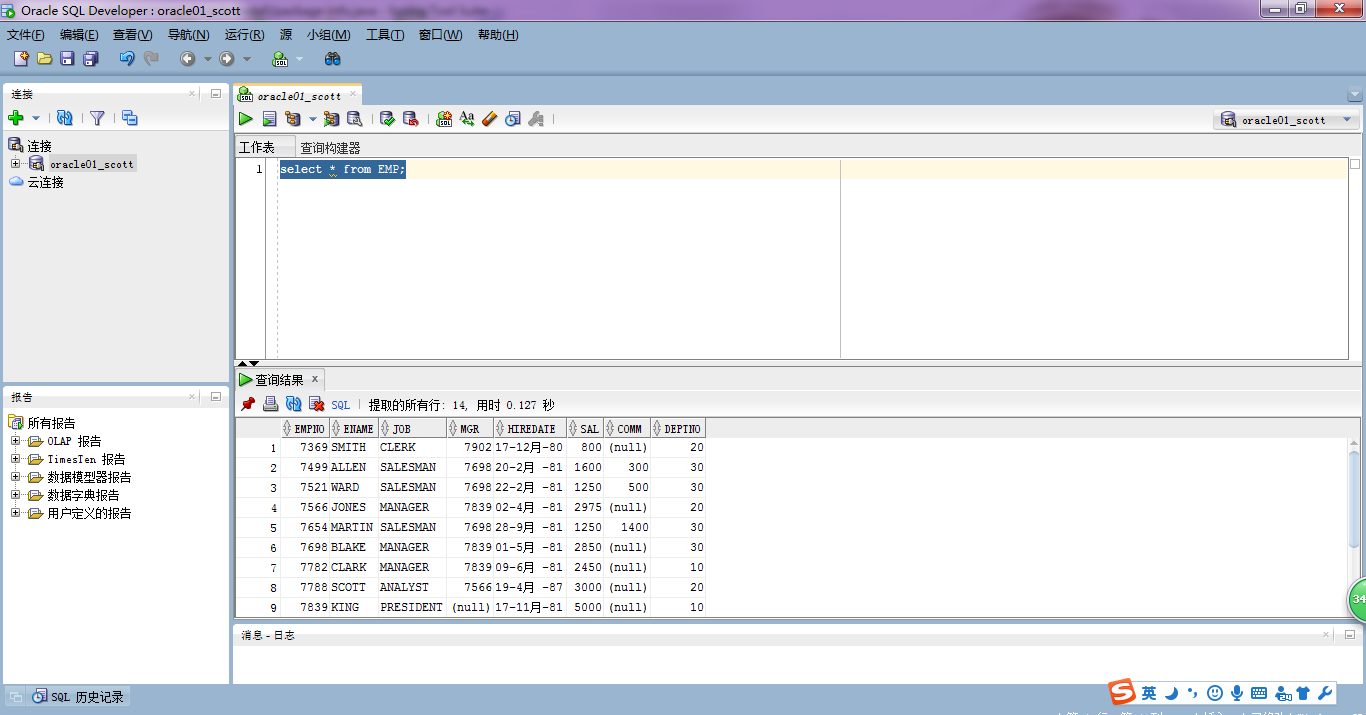 Oracle SQL Developer : oracle01_scott
文件(F) 编辑(E) 查看(V) 导航(N) 运行(R) 源 小组(M) 工具(T) 窗口(W) 帮助(H)
连接
连接
oracle01_scott
云连接
报告
所有报告
OLAP 报告
TimesTen 报告
数据模型器报告
数据字典报告
用户定义的报告
oracle01_scott
oracle01_scott
工作表 查询构建器
1 select * from EMP;
查询结果 x
SQL | 提取的所有行: 14, 用时 0.127 秒
EMPNO ENAME JOB MGR HIREDATE SAL COMM DEPTNO
1 7369 SMITH CLERK 7902 17-12月-80 800 (null) 20
2 7499 ALLEN SALESMAN 7698 20-2月 -81 1600 300 30
3 7521 WARD SALESMAN 7698 22-2月 -81 1250 500 30
4 7566 JONES MANAGER 7839 02-4月 -81 2975 (null) 20
5 7654 MARTIN SALESMAN 7698 28-9月 -81 1250 1400 30
6 7698 BLAKE MANAGER 7839 01-5月 -81 2850 (null) 30
7 7782 CLARK MANAGER 7839 09-6月 -81 2450 (null) 10
8 7788 SCOTT ANALYST 7566 19-4月 -87 3000 (null) 20
9 7839 KING PRESIDENT (null) 17-11月-81 5000 (null) 10
34
消息 - 日志
SQL 历史记录
英